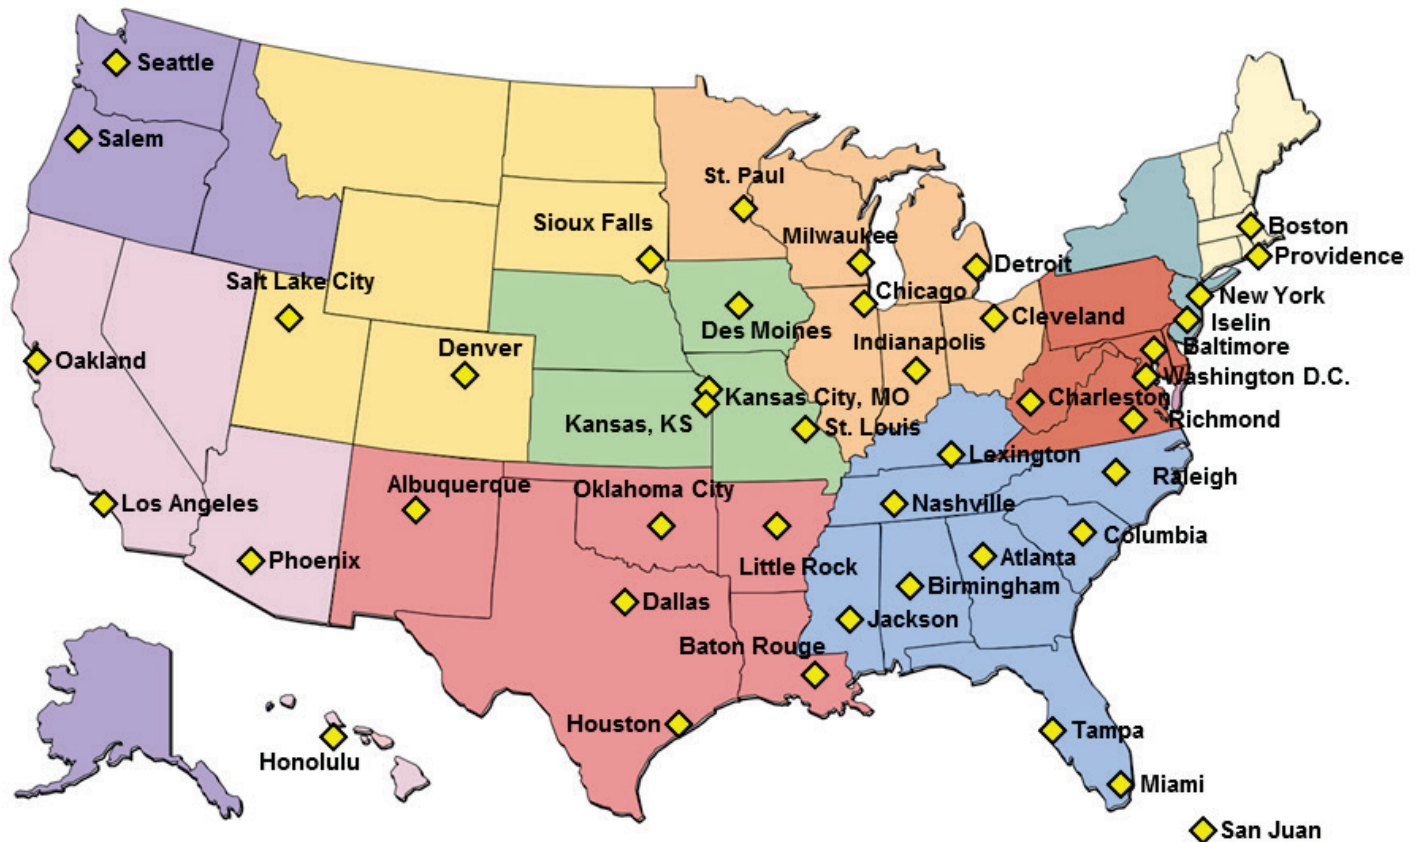 Seattle
Salem
St. Paul
Sioux Falls
Boston
Milwaukee
Providence
Detroit
Salt Lake City
Chicago
New York
Cleveland
Iselin
Des Moines
Indianapolis
Denver
Baltimore
Oakland
Washington D.C.
Kansas City, MO
Charleston
Kansas, KS
St. Louis
Richmond
Lexington
Raleigh
Albuquerque
Oklahoma City
Los Angeles
Nashville
Columbia
Phoenix
Atlanta
Little Rock
Birmingham
Dallas
Jackson
Baton Rouge
Houston
Tampa
Honolulu
Miami
San Juan